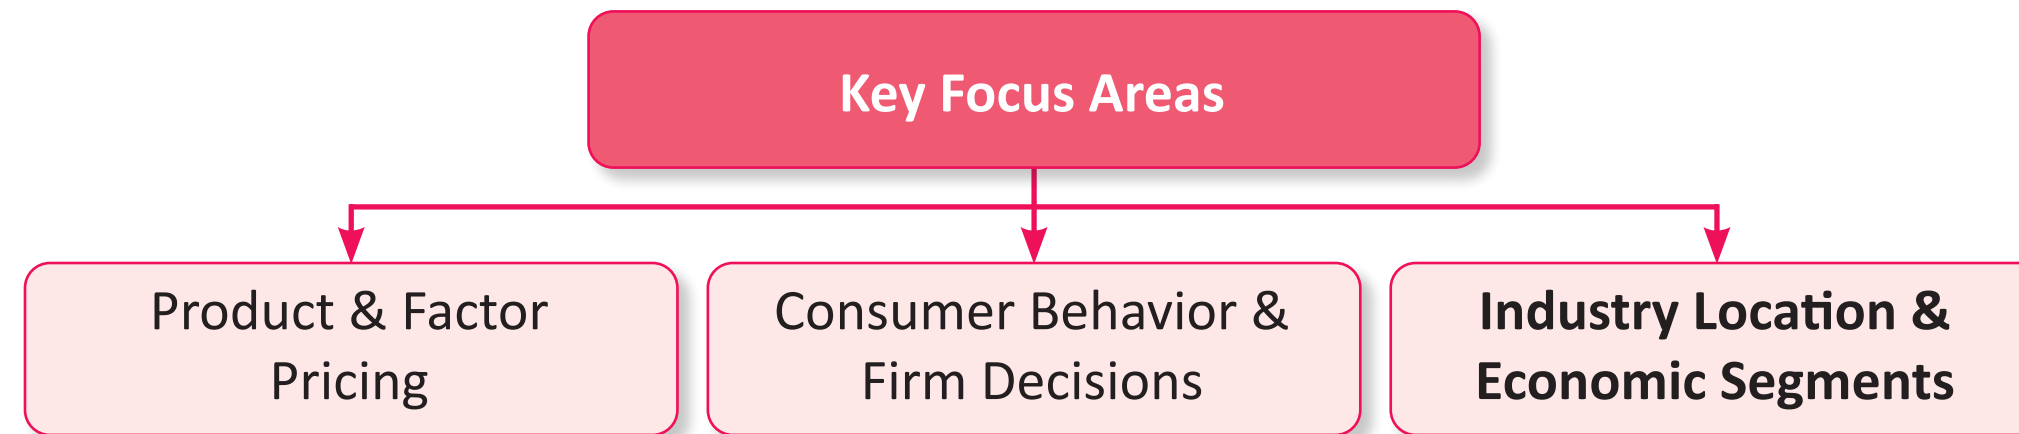 Key Focus Areas
Product & Factor
Pricing
Consumer Behavior &
Firm Decisions
Industry Location &
Economic Segments